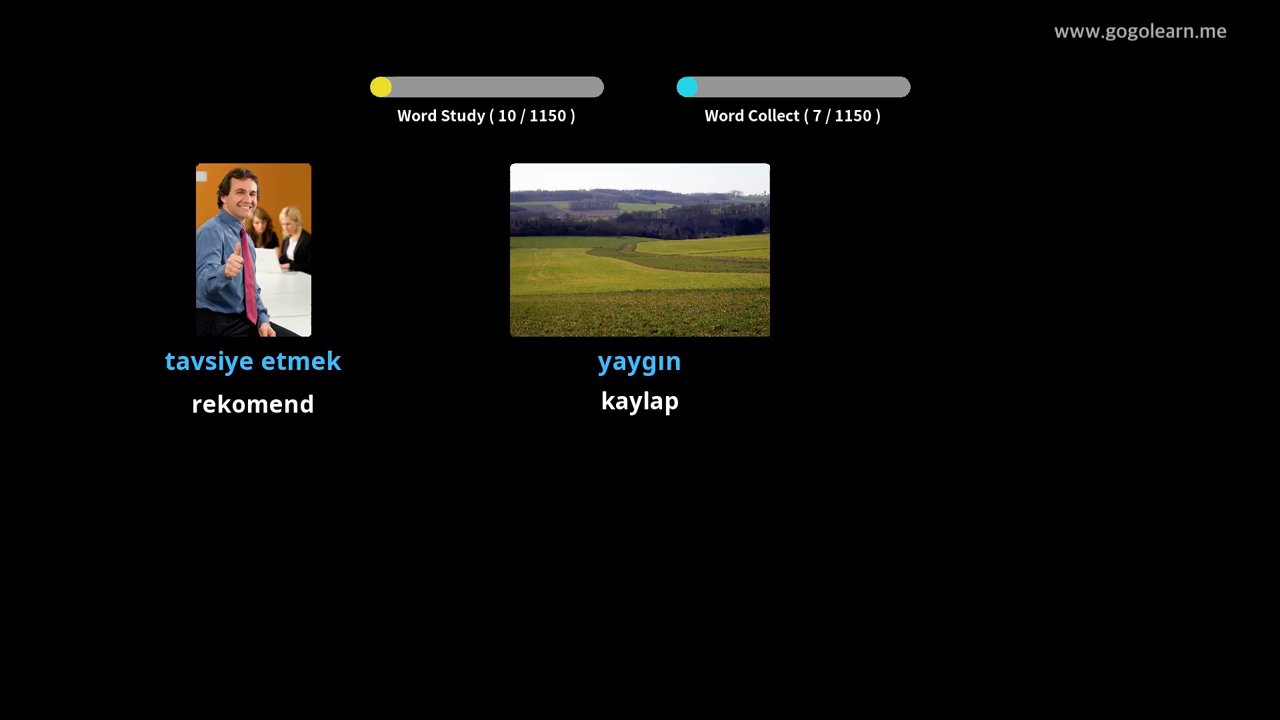 www.gogolearn.me
Word Study ( 10 / 1150 )
Word Collect ( 7 / 1150 )
tavsiye etmek
rekomend
yaygın
kaylap